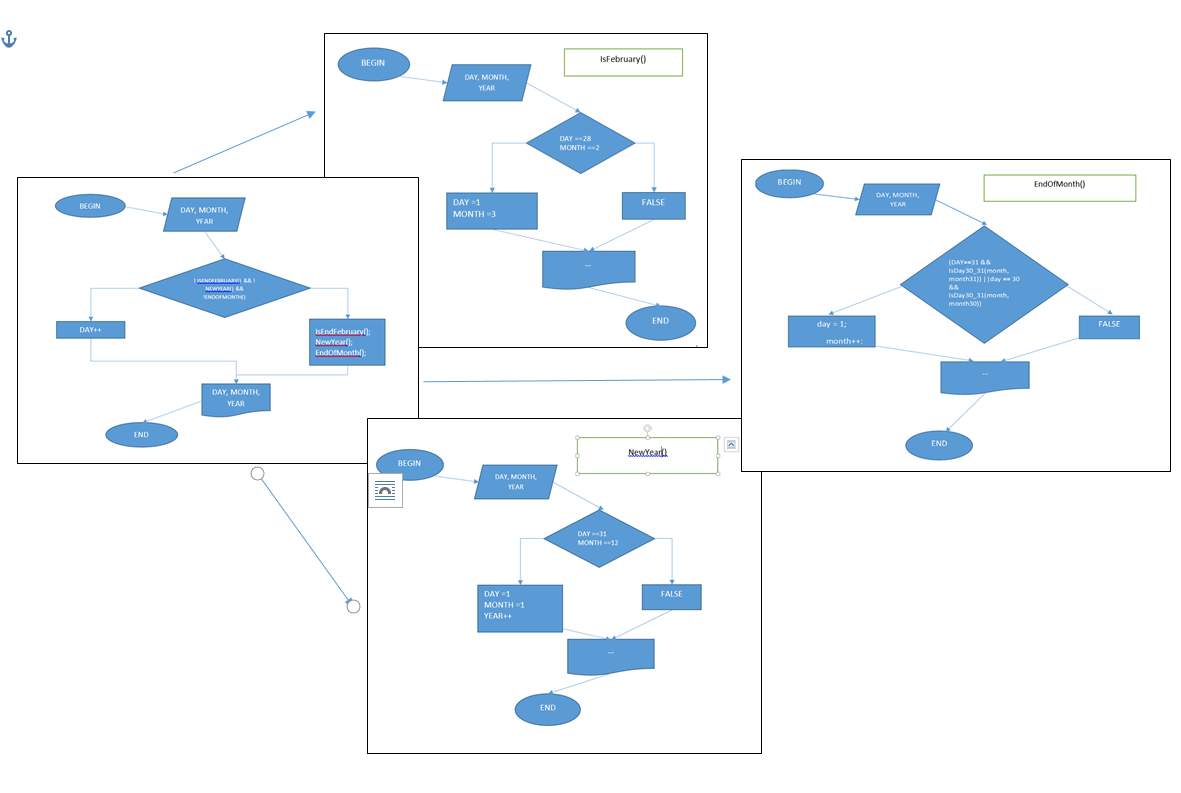 BEGIN
DAY, MONTH,
YEAR
! ISENDFEBRUARY() && !
NEWYEAR() &&
!ENDOFMONTH()
DAY++
IsEndFebruary();
NewYear();
EndOfMonth();
DAY, MONTH,
YEAR
END
IsFebruary()
BEGIN
DAY, MONTH,
YEAR
DAY ==28
MONTH ==2
DAY =1
MONTH =3
FALSE
...
END
EndOfMonth()
BEGIN
DAY, MONTH,
YEAR
(DAY==31 &&
IsDay30_31(month,
month31)) | |day == 30
&&
IsDay30_31(month,
month30))
day = 1;
month++;
FALSE
...
END
NewYear()
BEGIN
DAY, MONTH,
YEAR
DAY ==31
MONTH ==12
DAY =1
MONTH =1
YEAR++
FALSE
...
END